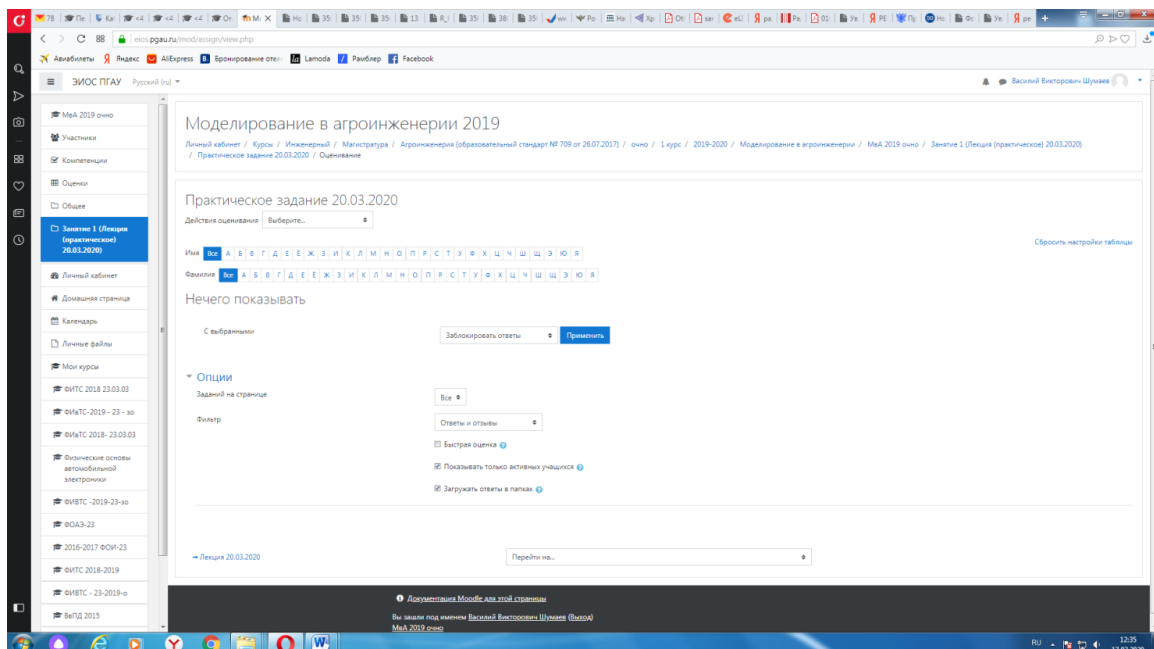 eios.pgau.ru/mod/assign/view.php
Авиабилеты Яндекс AliExpress Бронирование отел Lamoda Рамблер Facebook
ЭИОС ПГАУ Русский (ru)
Василий Викторович Шумаев
МвА 2019 очно
Участники
Компетенции
Оценки
Общее
Занятие 1 (Лекция
(практическое)
20.03.2020)
Личный кабинет
Домашняя страница
Календарь
Личные файлы
Мои курсы
ФИТС 2018 23.03.03
ФИвТС-2019 - 23 - зо
ФИвТС 2018- 23.03.03
Физические основы
автомобильной
электроники
ФИВТС -2019-23-зо
ФОАЭ-23
2016-2017 ФОИ-23
ФИТС 2018-2019
ФИВТС - 23-2019-о
ВвПД 2015
Моделирование в агроинженерии 2019
Личный кабинет / Курсы / Инженерный / Магистратура / Агроинженерия (образовательный стандарт № 709 от 26.07.2017) / очно / 1 курс / 2019-2020 / Моделирование в агроинженерии / МвА 2019 очно / Занятие 1 (Лекция (практическое) 20.03.2020)
/ Практическое задание 20.03.2020 / Оценивание
Практическое задание 20.03.2020
Действия оценивания Выберите...
Сбросить настройки таблицы
Имя Все А Б В Г Д Е Ё Ж З И К Л М Н О П Р С Т У Ф Х Ц Ч Ш Щ Э Ю Я
Фамилия Все А Б В Г Д Е Ё Ж З И К Л М Н О П Р С Т У Ф Х Ц Ч Ш Щ Э Ю Я
Нечего показывать
С выбранными Заблокировать ответы Применить
Опции
Заданий на странице Все
Фильтр Ответы и отзывы
Быстрая оценка
Показывать только активных учащихся
Загружать ответы в папках
→ Лекция 20.03.2020 Перейти на...
Документация Moodle для этой страницы
Вы зашли под именем Василий Викторович Шумаев (Выход)
МвА 2019 очно
RU 12:35